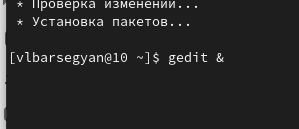 * Проверка изменений...
* Установка пакетов...
[vlbarsegyan@10 ~]$ gedit &